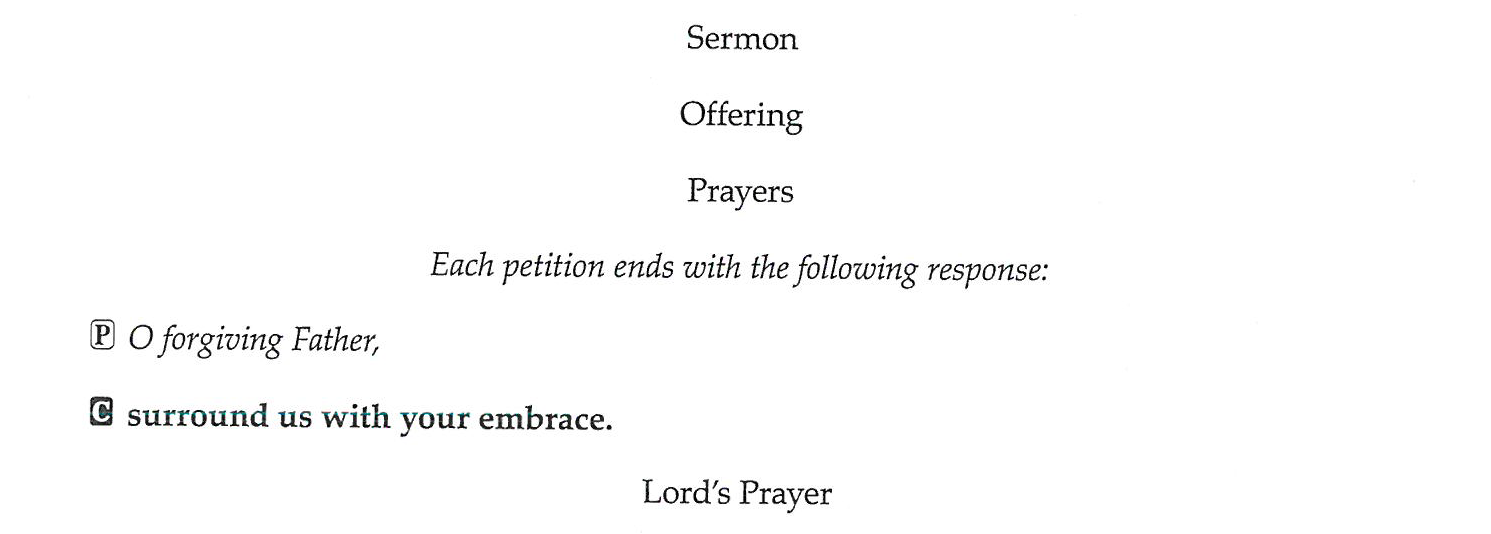 Sermon
Offering
Prayers
Each petition ends with the following response:
P O forgiving Father,
C surround us with your embrace.
Lord's Prayer